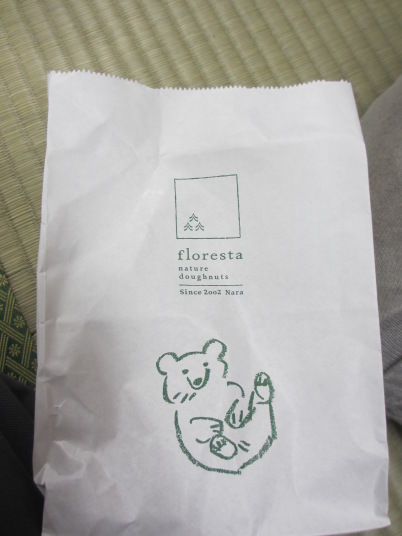 floresta
nature
doughnuts
Since 2002 Nara